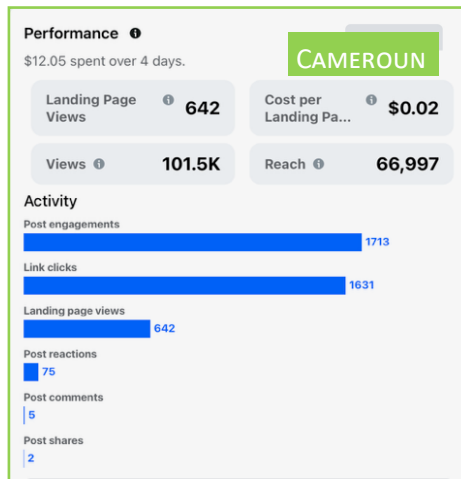 Performance
$12.05 spent over 4 days.
CAMEROUN
Landing Page
Views
642
Cost per
Landing Pa...
$0.02
Views
101.5K
Reach
66,997
Activity
Post engagements
1713
Link clicks
1631
Landing page views
642
Post reactions
75
Post comments
5
Post shares
2